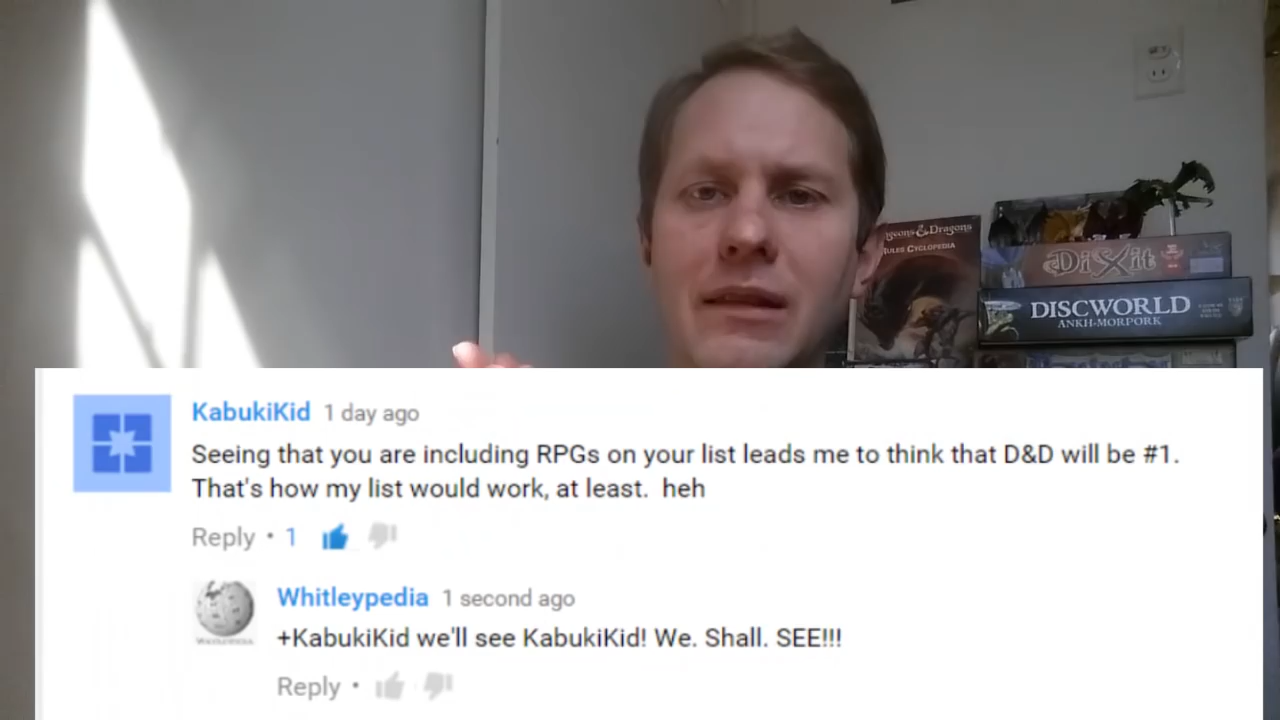 ngeons & Dragons
RULES CYCLOPEDIA
DiXit
DISCWORLD
ANKH-MORPORK
KabukiKid 1 day ago
Seeing that you are including RPGs on your list leads me to think that D&D will be #1.
That's how my list would work, at least. heh
Reply • 1
Whitleypedia 1 second ago
+KabukiKid we'll see KabukiKid! We. Shall. SEE!!!
Reply •